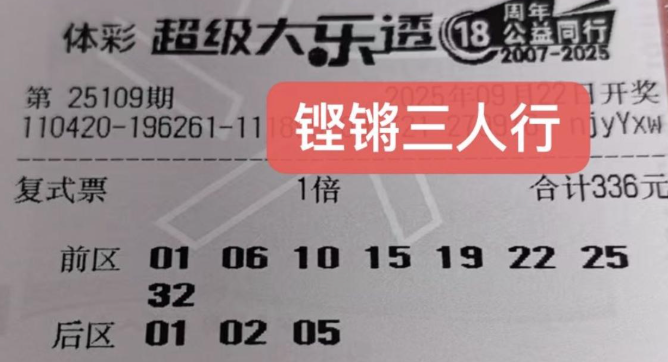 体彩 超级大乐透 18 周年公益同行 2007-2025
第 25109期 2025年09月22日开奖
110420-196261-11 njyYxw
铿锵三人行
复式票 1倍 合计336元
前区 01 06 10 15 19 22 25
32
后区 01 02 05